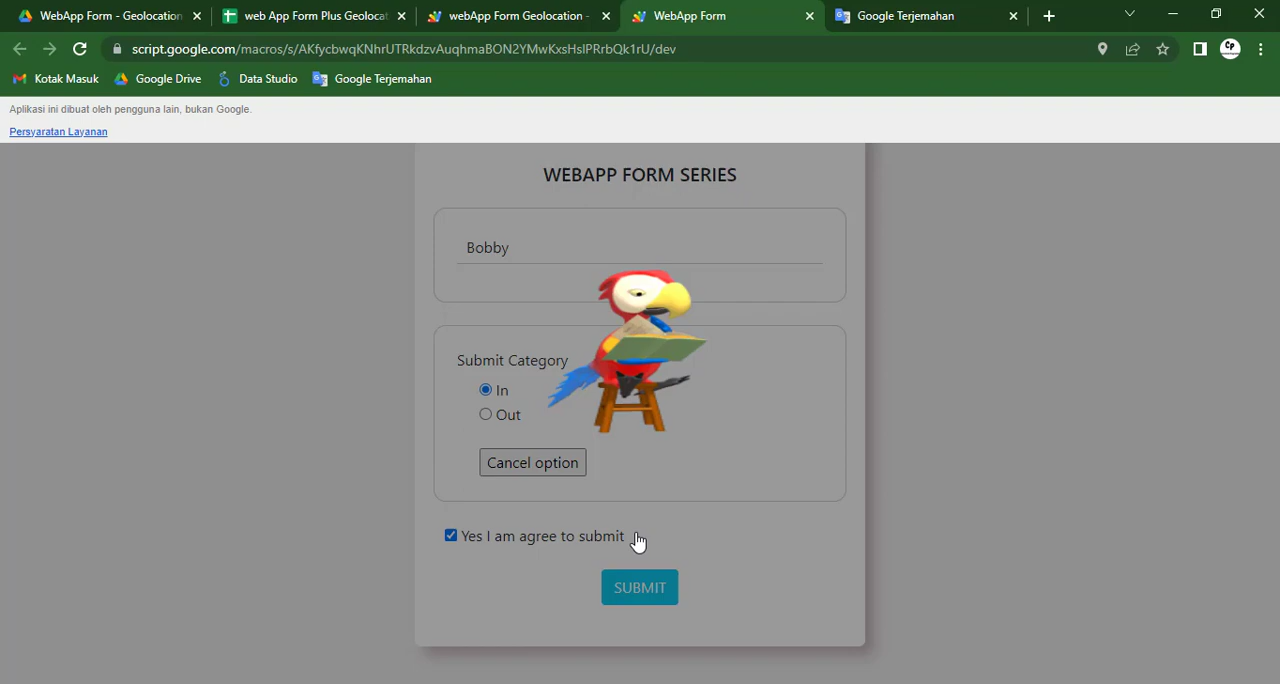 WebApp Form - Geolocation
web App Form Plus Geolocat
webApp Form Geolocation -
WebApp Form
Google Terjemahan
script.google.com/macros/s/AKfycbwqKNhrUTRkdzvAuqhmaBON2YMwKxsHslPRrbQk1rU/dev
Cp
Kotak Masuk
Google Drive
Data Studio
Google Terjemahan
Aplikasi ini dibuat oleh pengguna lain, bukan Google.
Persyaratan Layanan
WEBAPP FORM SERIES
Bobby
Submit Category
In
Out
Cancel option
Yes I am agree to submit
SUBMIT